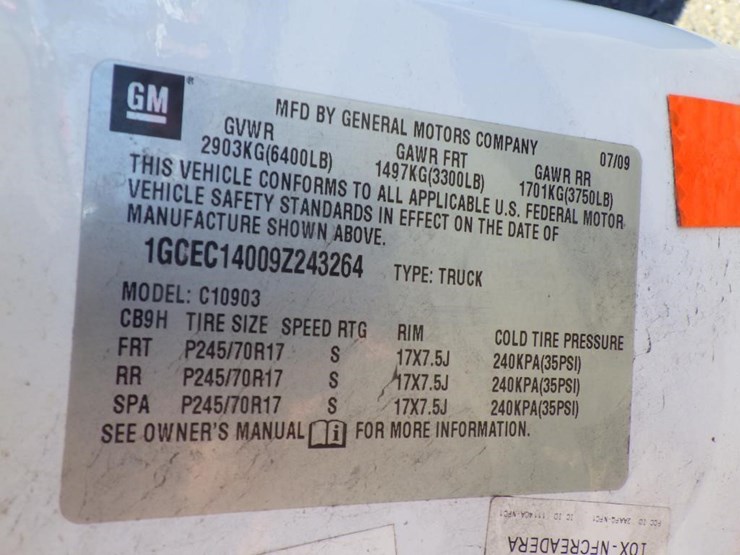 GM
MFD BY GENERAL MOTORS COMPANY 07/09
GVWR GAWR FRT GAWR RR
2903KG(6400LB) 1497KG(3300LB) 1701KG(3750LB)
THIS VEHICLE CONFORMS TO ALL APPLICABLE U.S. FEDERAL MOTOR
VEHICLE SAFETY STANDARDS IN EFFECT ON THE DATE OF
MANUFACTURE SHOWN ABOVE.
1GCEC14009Z243264 TYPE: TRUCK
MODEL: C10903
CB9H TIRE SIZE SPEED RTG RIM COLD TIRE PRESSURE
FRT P245/70R17 S 17X7.5J 240KPA(35PSI)
RR P245/70R17 S 17X7.5J 240KPA(35PSI)
SPA P245/70R17 S 17X7.5J 240KPA(35PSI)
SEE OWNER'S MANUAL i FOR MORE INFORMATION.
IOX-NFCREADERA